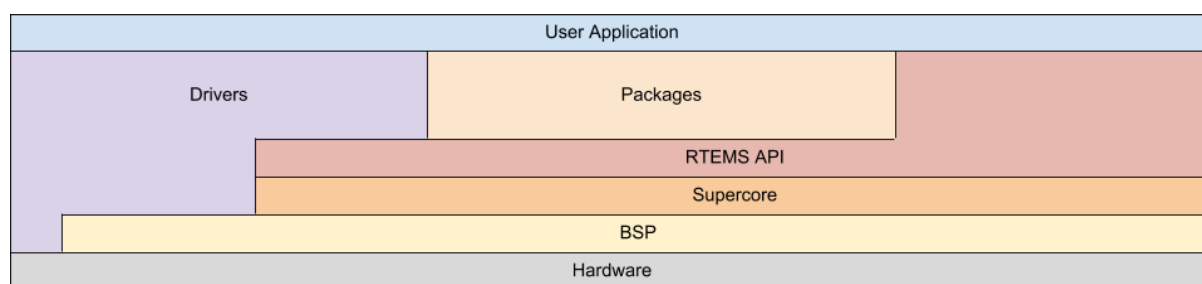 User Application
Drivers
Packages
RTEMS API
Supercore
BSP
Hardware